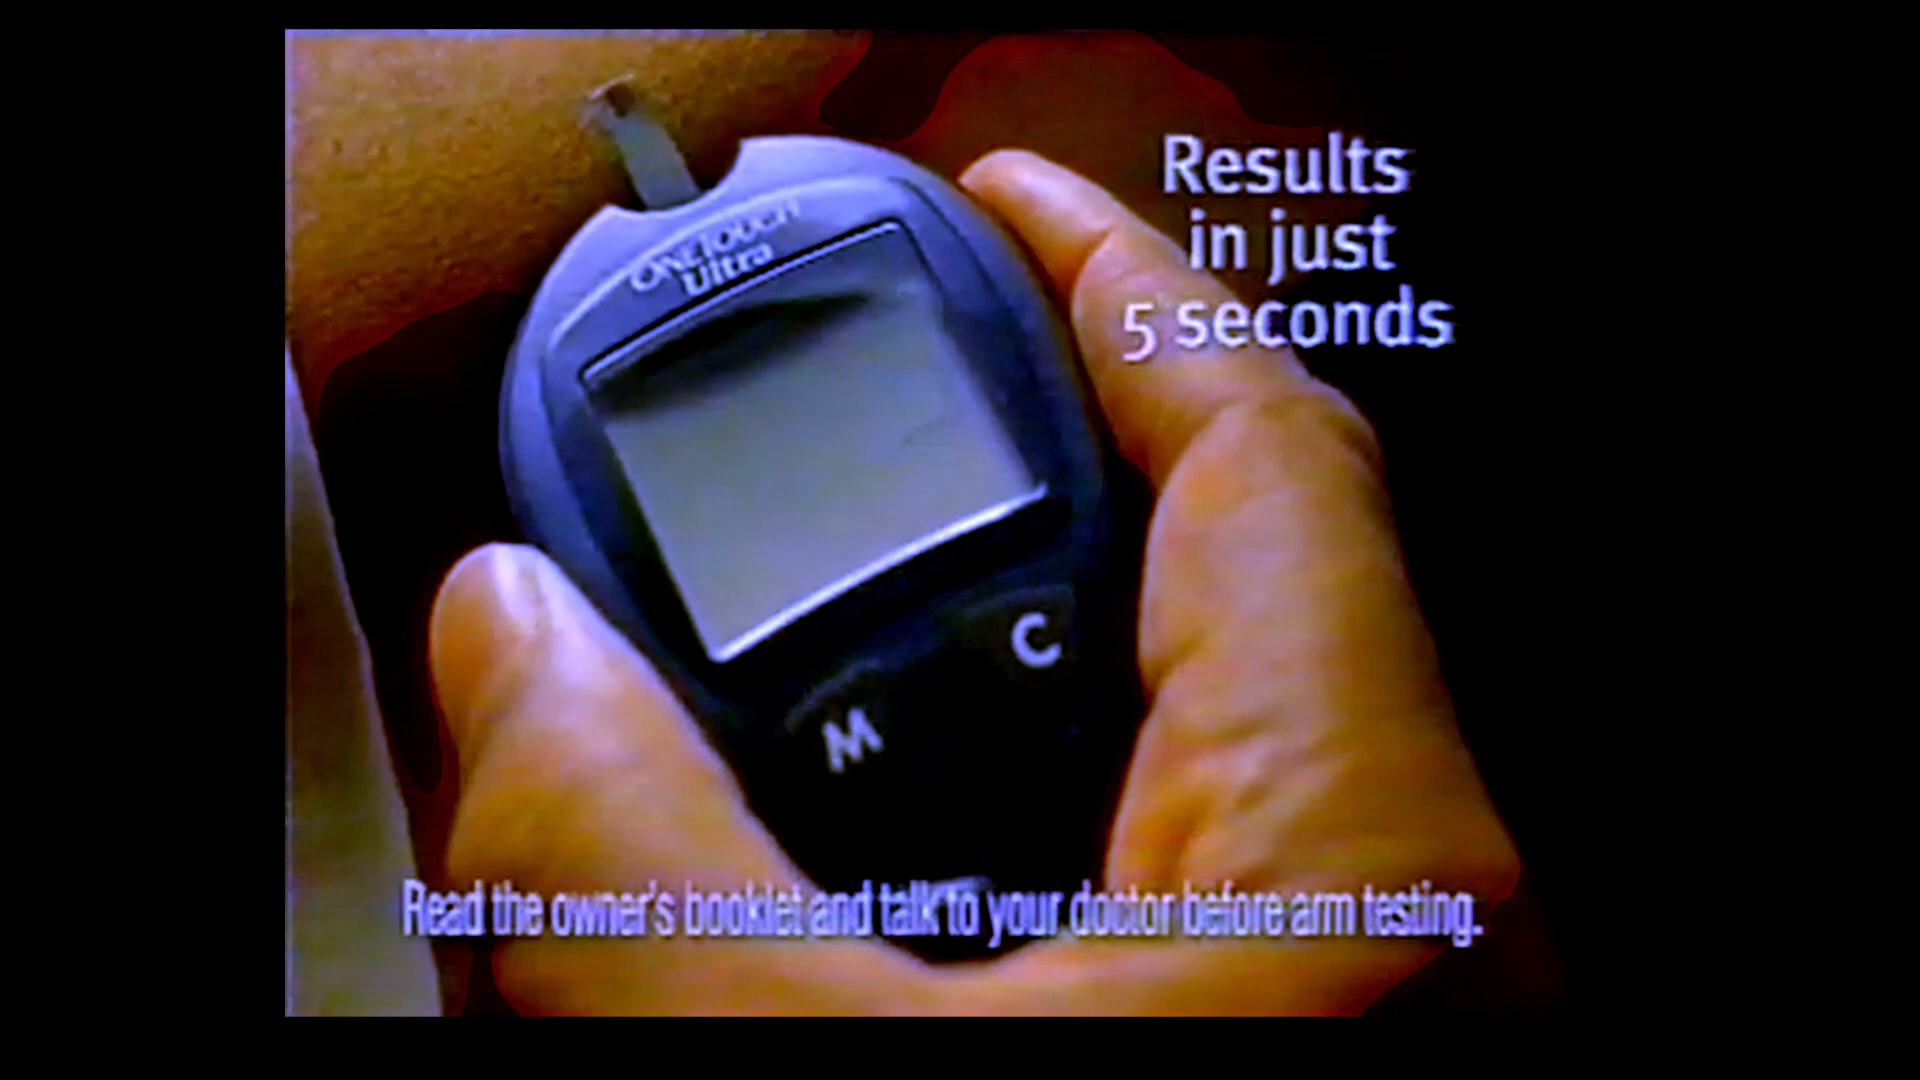 Results
in just
5 seconds
ONETOUCH
Ultra
C
M
Read the owner's booklet and talk to your doctor before arm testing.